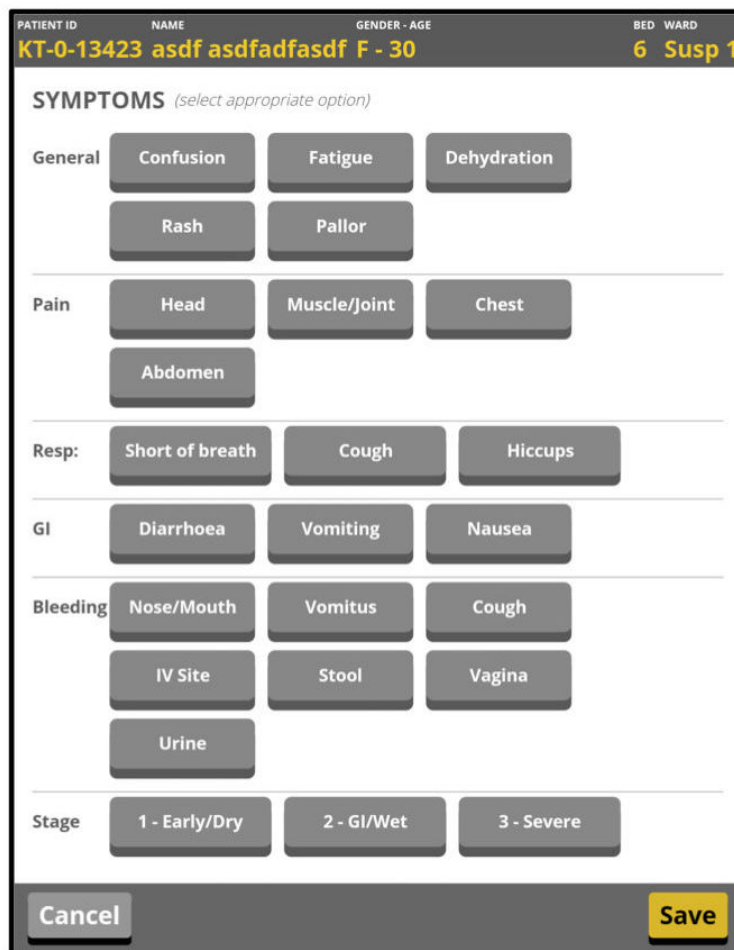 PATIENT ID NAME GENDER - AGE BED WARD
KT-0-13423 asdf asdfadfasdf F - 30 6 Susp 1
SYMPTOMS (select appropriate option)
General Confusion Fatigue Dehydration
Rash Pallor
Pain Head Muscle/Joint Chest
Abdomen
Resp: Short of breath Cough Hiccups
GI Diarrhoea Vomiting Nausea
Bleeding Nose/Mouth Vomitus Cough
IV Site Stool Vagina
Urine
Stage 1 - Early/Dry 2 - GI/Wet 3 - Severe
Cancel Save